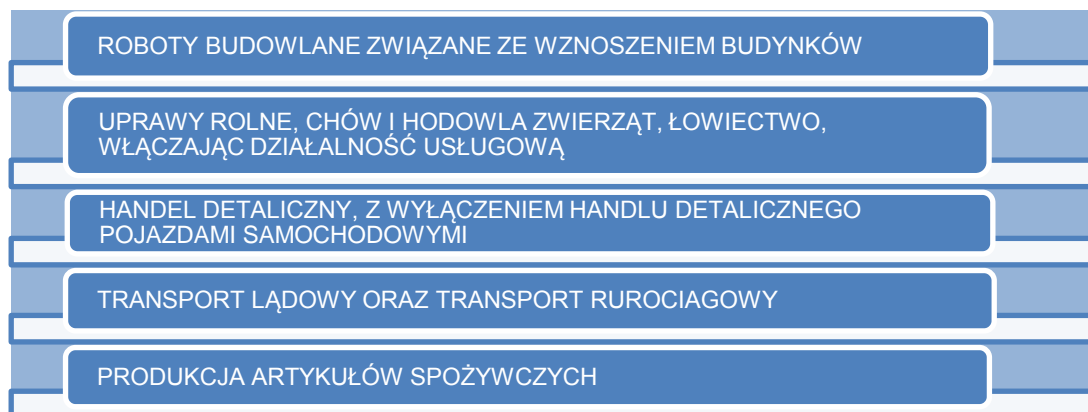 ROBOTY BUDOWLANE ZWIĄZANE ZE WZNOSZENIEM BUDYNKÓW
UPRAWY ROLNE, CHÓW I HODOWLA ZWIERZĄT, ŁOWIECTWO,
WŁĄCZAJĄC DZIAŁALNOŚĆ USŁUGOWĄ
HANDEL DETALICZNY, Z WYŁĄCZENIEM HANDLU DETALICZNEGO
POJAZDAMI SAMOCHODOWYMI
TRANSPORT LĄDOWY ORAZ TRANSPORT RUROCIAGOWY
PRODUKCJA ARTYKUŁÓW SPOŻYWCZYCH